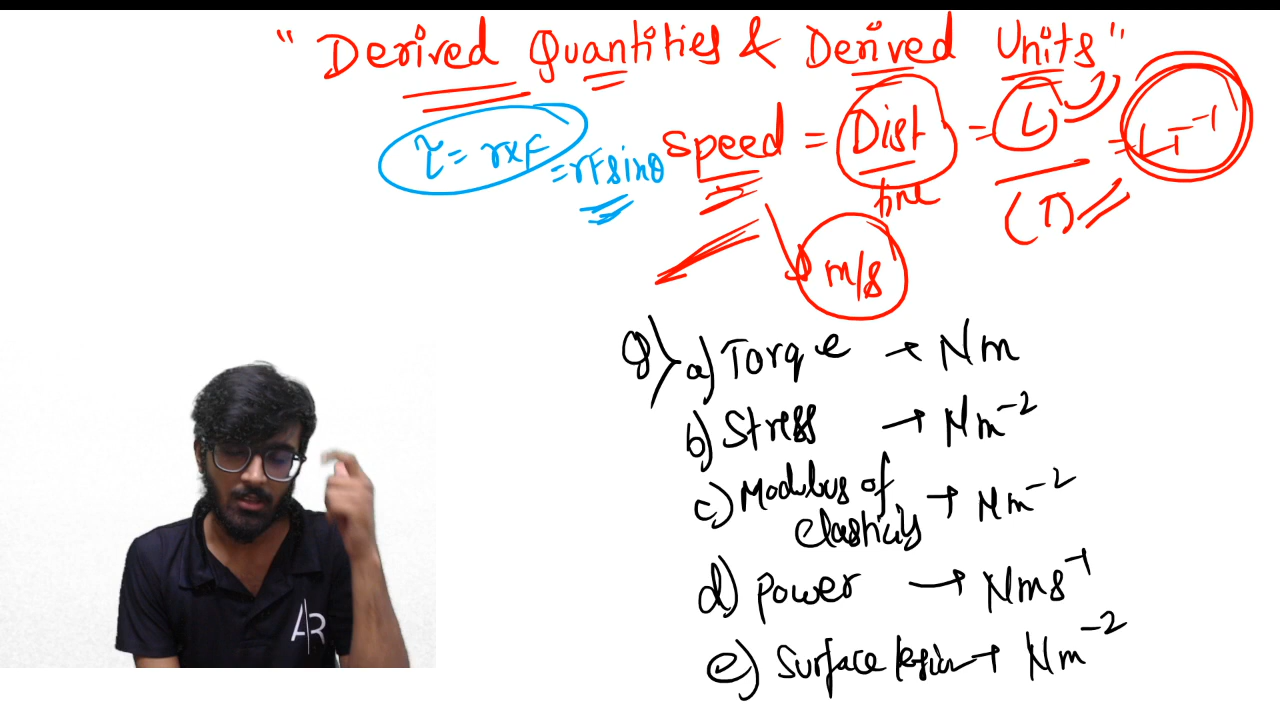 "Derived Quantities & Derived Units"
τ = r×F
= rFsinθ
speed = Dist / time = L / (T) = LT⁻¹
m/s
Q> a) Torque → Nm
b) Stress → Nm⁻²
c) Modulus of
Elasticity → Nm⁻²
d) Power → Nms⁻¹
e) Surface tension → Nm⁻²
AR